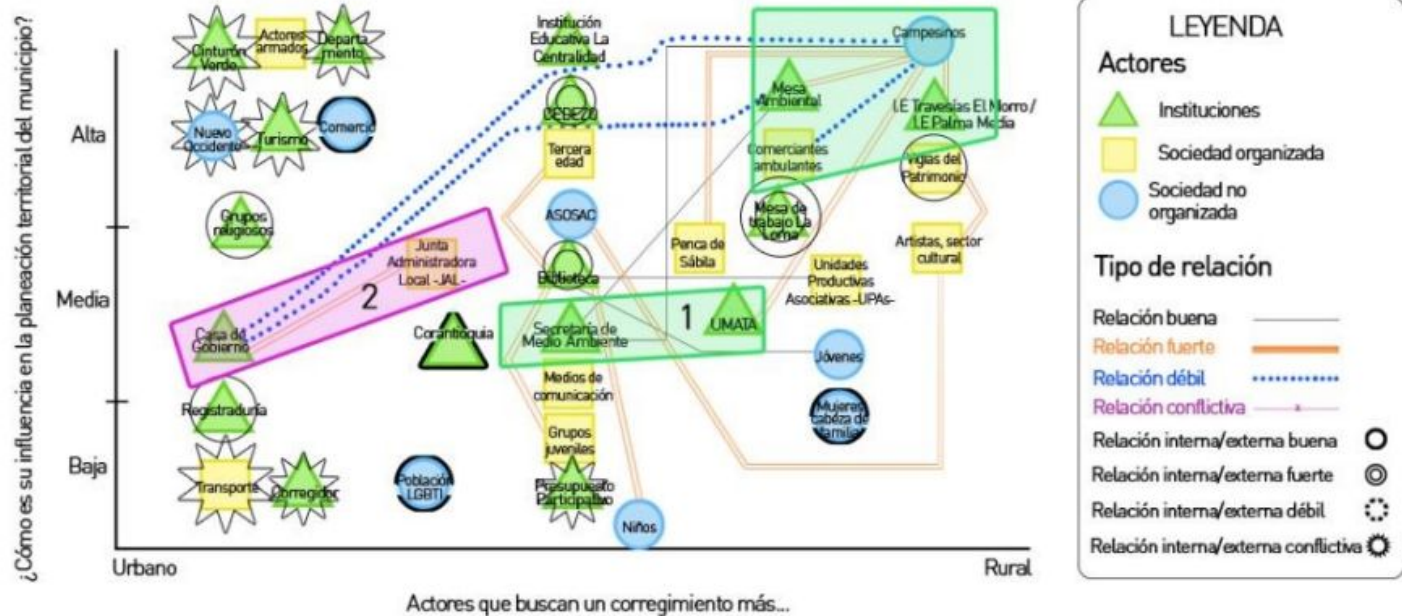 ¿Cómo es su influencia en la planeación territorial del municipio?
Alta
Media
Baja
Urbano
Rural
Actores que buscan un corregimiento más...
Cinturón
Verde
Actores
armados
Departa
mento
Institución
Educativa La
Centralidad
Campesinos
Nuevo
Occidente
Turismo
Comercio
CEDEZO
Mesa
Ambiental
I.E Travesías El Morro /
I.E Palma Media
Tercera
edad
Comerciantes
ambulantes
Vigías del
Patrimonio
Grupos
religiosos
ASOSAC
Mesa de
trabajo La
Loma
Junta
Administradora
Local -JAL-
Penca de
Sábila
Artistas, sector
cultural
Biblioteca
Unidades
Productivas
Asociativas -UPAs-
2
1
Casa de
Gobierno
Corantioquia
Secretaría de
Medio Ambiente
UMATA
Jóvenes
Medios de
comunicación
Registraduría
Mujeres
cabeza de
familia
Grupos
juveniles
Transporte
Corregidor
Población
LGBTI
Presupuesto
Participativo
Niños
LEYENDA
Actores
Instituciones
Sociedad organizada
Sociedad no
organizada
Tipo de relación
Relación buena
Relación fuerte
Relación débil
Relación conflictiva
Relación interna/externa buena
Relación interna/externa fuerte
Relación interna/externa débil
Relación interna/externa conflictiva